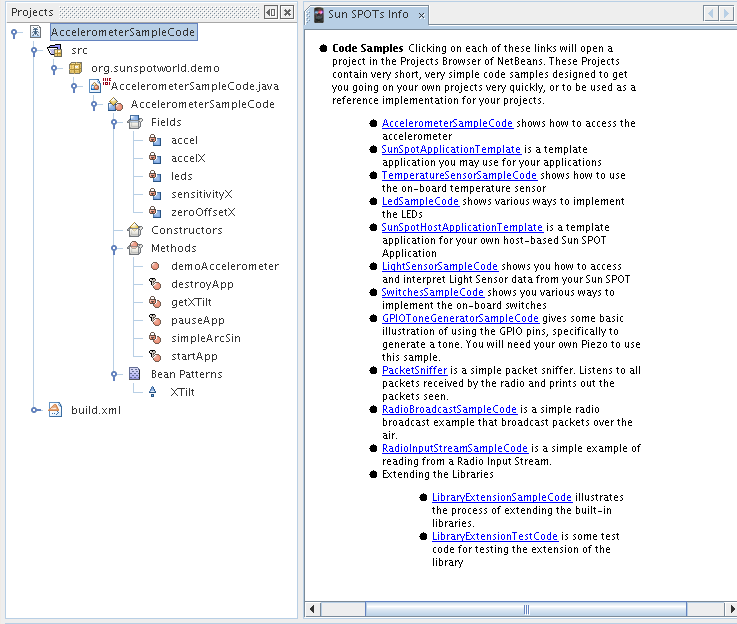 Projects
AccelerometerSampleCode
src
org.sunspotworld.demo
AccelerometerSampleCode.java
AccelerometerSampleCode
Fields
accel
accelX
leds
sensitivityX
zeroOffsetX
Constructors
Methods
demoAccelerometer
destroyApp
getXTilt
pauseApp
simpleArcSin
startApp
Bean Patterns
XTilt
build.xml
Sun SPOTs Info
Code Samples Clicking on each of these links will open a
project in the Projects Browser of NetBeans. These Projects
contain very short, very simple code samples designed to get
you going on your own projects very quickly, or to be used as a
reference implementation for your projects.
AccelerometerSampleCode shows how to access the
accelerometer
SunSpotApplicationTemplate is a template
application you may use for your applications
TemperatureSensorSampleCode shows how to use
the on-board temperature sensor
LedSampleCode shows various ways to implement
the LEDs
SunSpotHostApplicationTemplate is a template
application for your own host-based Sun SPOT
Application
LightSensorSampleCode shows you how to access
and interpret Light Sensor data from your Sun SPOT
SwitchesSampleCode shows you various ways to
implement the on-board switches
GPIOToneGeneratorSampleCode gives some basic
illustration of using the GPIO pins, specifically to
generate a tone. You will need your own Piezo to use
this sample.
PacketSniffer is a simple packet sniffer. Listens to all
packets received by the radio and prints out the
packets seen.
RadioBroadcastSampleCode is a simple radio
broadcast example that broadcast packets over the
air.
RadioInputStreamSampleCode is a simple example of
reading from a Radio Input Stream.
Extending the Libraries
LibraryExtensionSampleCode illustrates
the process of extending the built-in
libraries.
LibraryExtensionTestCode is some test
code for testing the extension of the
library